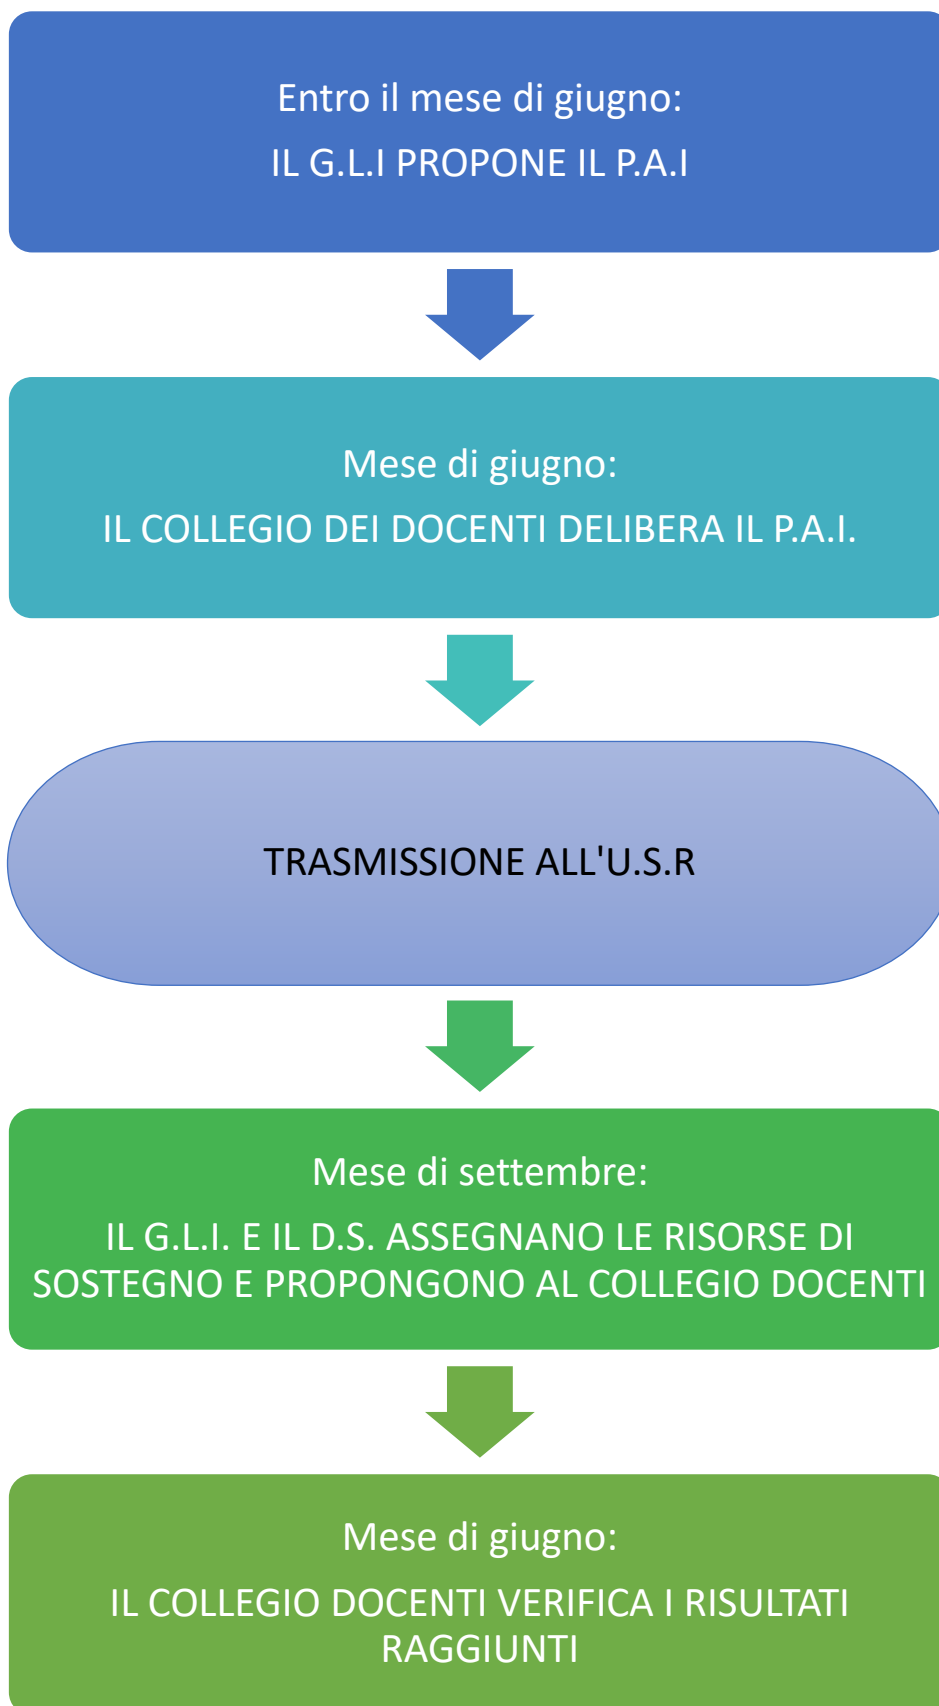 Entro il mese di giugno:
IL G.L.I PROPONE IL P.A.I
Mese di giugno:
IL COLLEGIO DEI DOCENTI DELIBERA IL P.A.I.
TRASMISSIONE ALL'U.S.R
Mese di settembre:
IL G.L.I. E IL D.S. ASSEGNANO LE RISORSE DI
SOSTEGNO E PROPONGONO AL COLLEGIO DOCENTI
Mese di giugno:
IL COLLEGIO DOCENTI VERIFICA I RISULTATI
RAGGIUNTI